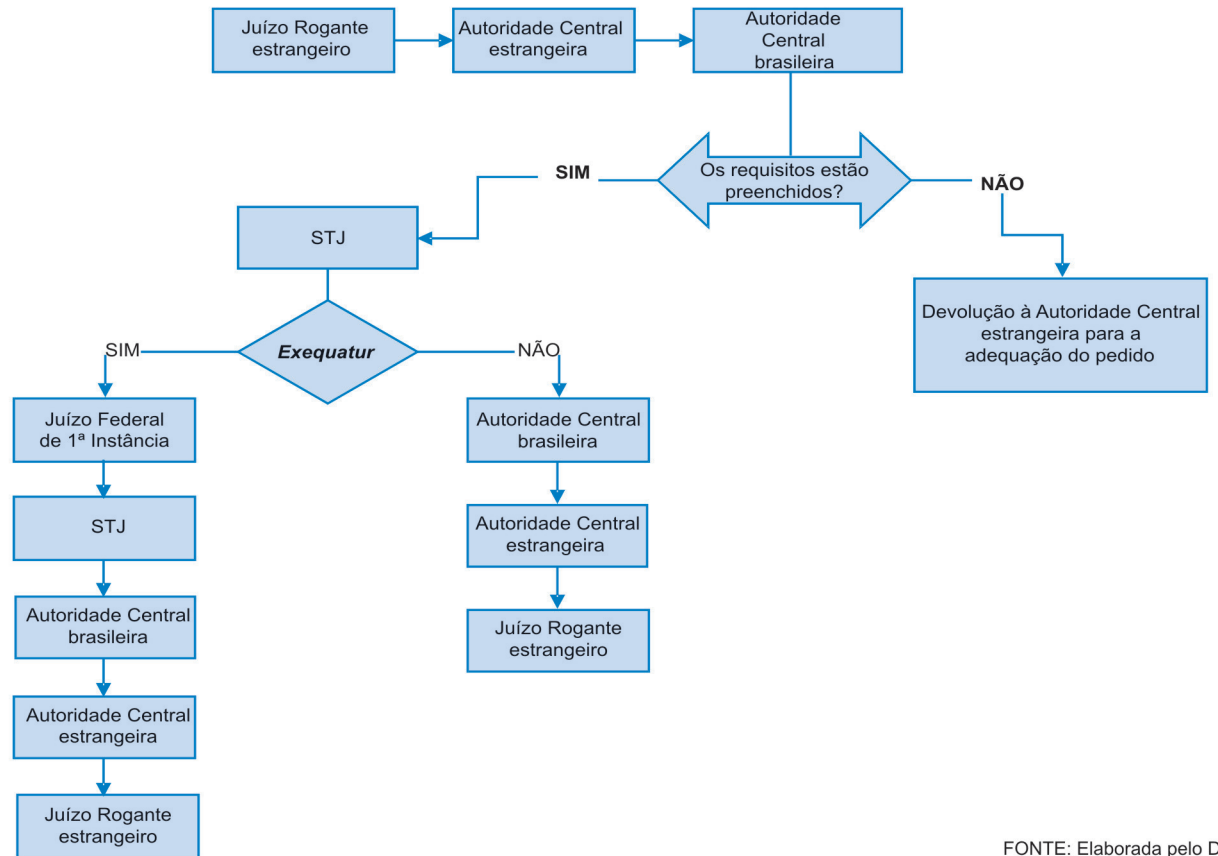 Juízo Rogante
estrangeiro
Autoridade Central
estrangeira
Autoridade
Central
brasileira
Os requisitos estão
preenchidos?
SIM
NÃO
STJ
Devolução à Autoridade Central
estrangeira para a
adequação do pedido
Exequatur
SIM
NÃO
Juízo Federal
de 1ª Instância
STJ
Autoridade Central
brasileira
Autoridade Central
estrangeira
Juízo Rogante
estrangeiro
Autoridade Central
brasileira
Autoridade Central
estrangeira
Juízo Rogante
estrangeiro
FONTE: Elaborada pelo D